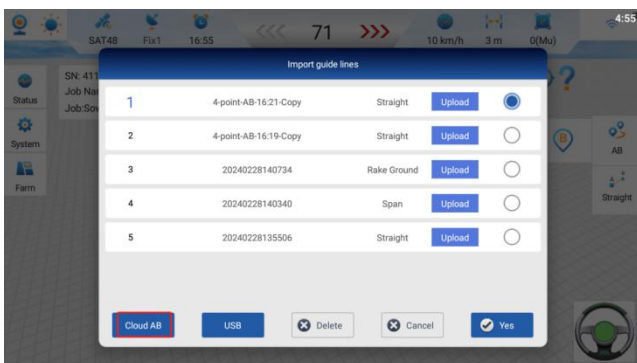 4:55
71
SAT48 Fix1 16:55 10 km/h 3 m 0(Mu)
Import guide lines
SN: 411
Job Nar
Job:Sov
Status
System
Farm
1 4-point-AB-16:21-Copy Straight Upload
2 4-point-AB-16:19-Copy Straight Upload
3 20240228140734 Rake Ground Upload
4 20240228140340 Span Upload
5 20240228135506 Straight Upload
B
AB
Straight
Cloud AB USB Delete Cancel Yes